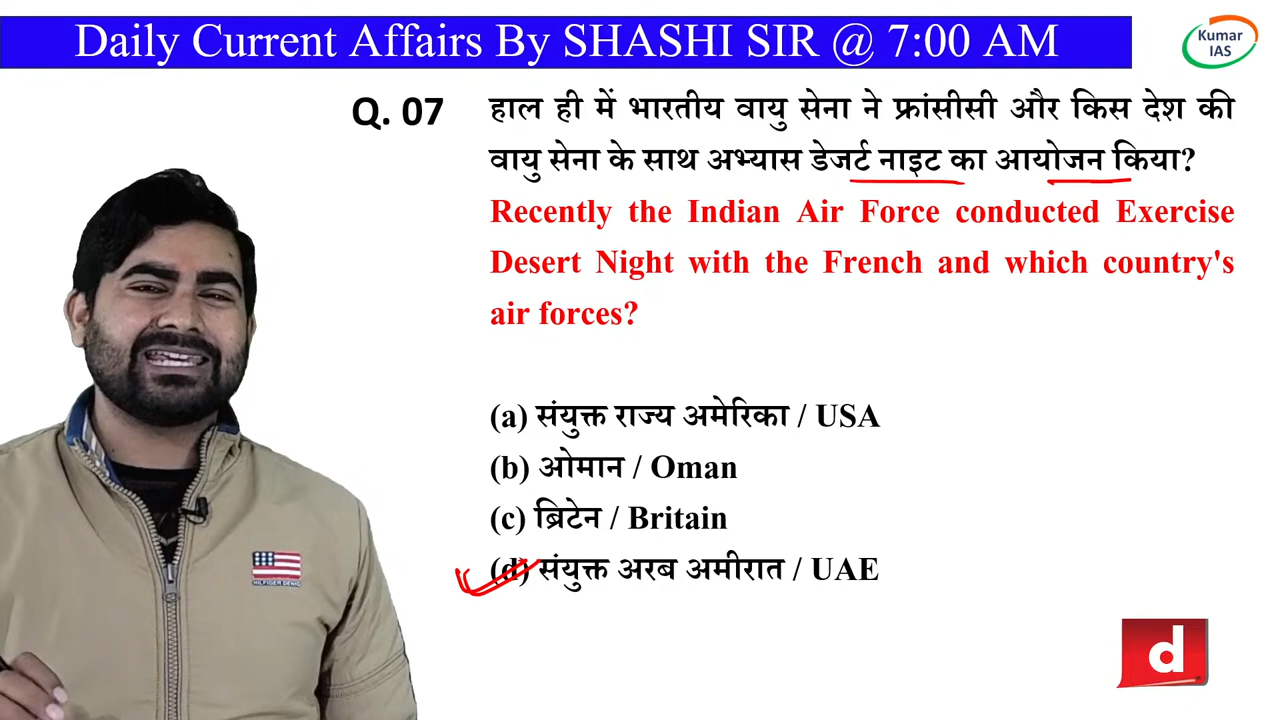 Daily Current Affairs By SHASHI SIR @ 7:00 AM
Kumar
IAS
Q. 07
हाल ही में भारतीय वायु सेना ने फ्रांसीसी और किस देश की
वायु सेना के साथ अभ्यास डेजर्ट नाइट का आयोजन किया?
Recently the Indian Air Force conducted Exercise
Desert Night with the French and which country's
air forces?
(a) संयुक्त राज्य अमेरिका / USA
(b) ओमान / Oman
(c) ब्रिटेन / Britain
(d) संयुक्त अरब अमीरात / UAE
HILFIGER DENIM
d